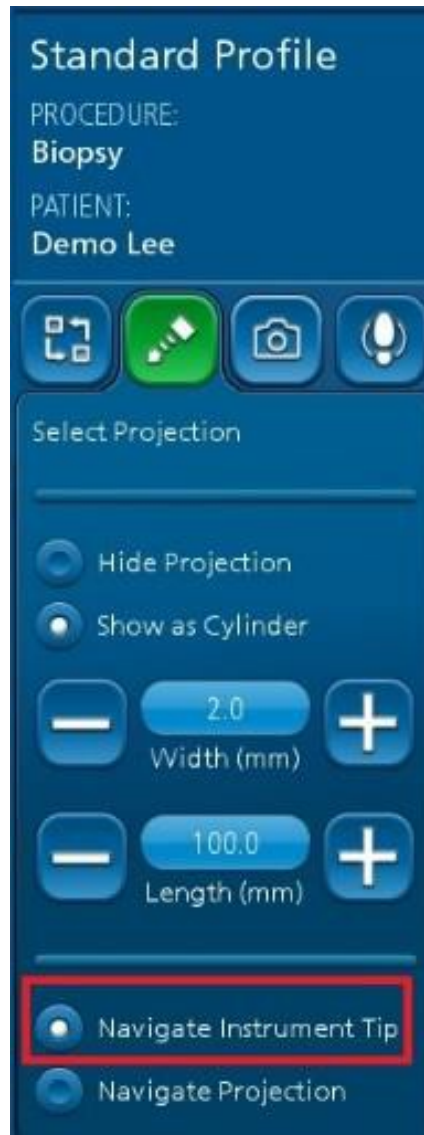 Standard Profile
PROCEDURE:
Biopsy
PATIENT:
Demo Lee
Select Projection
Hide Projection
Show as Cylinder
2.0
Width (mm)
100.0
Length (mm)
Navigate Instrument Tip
Navigate Projection